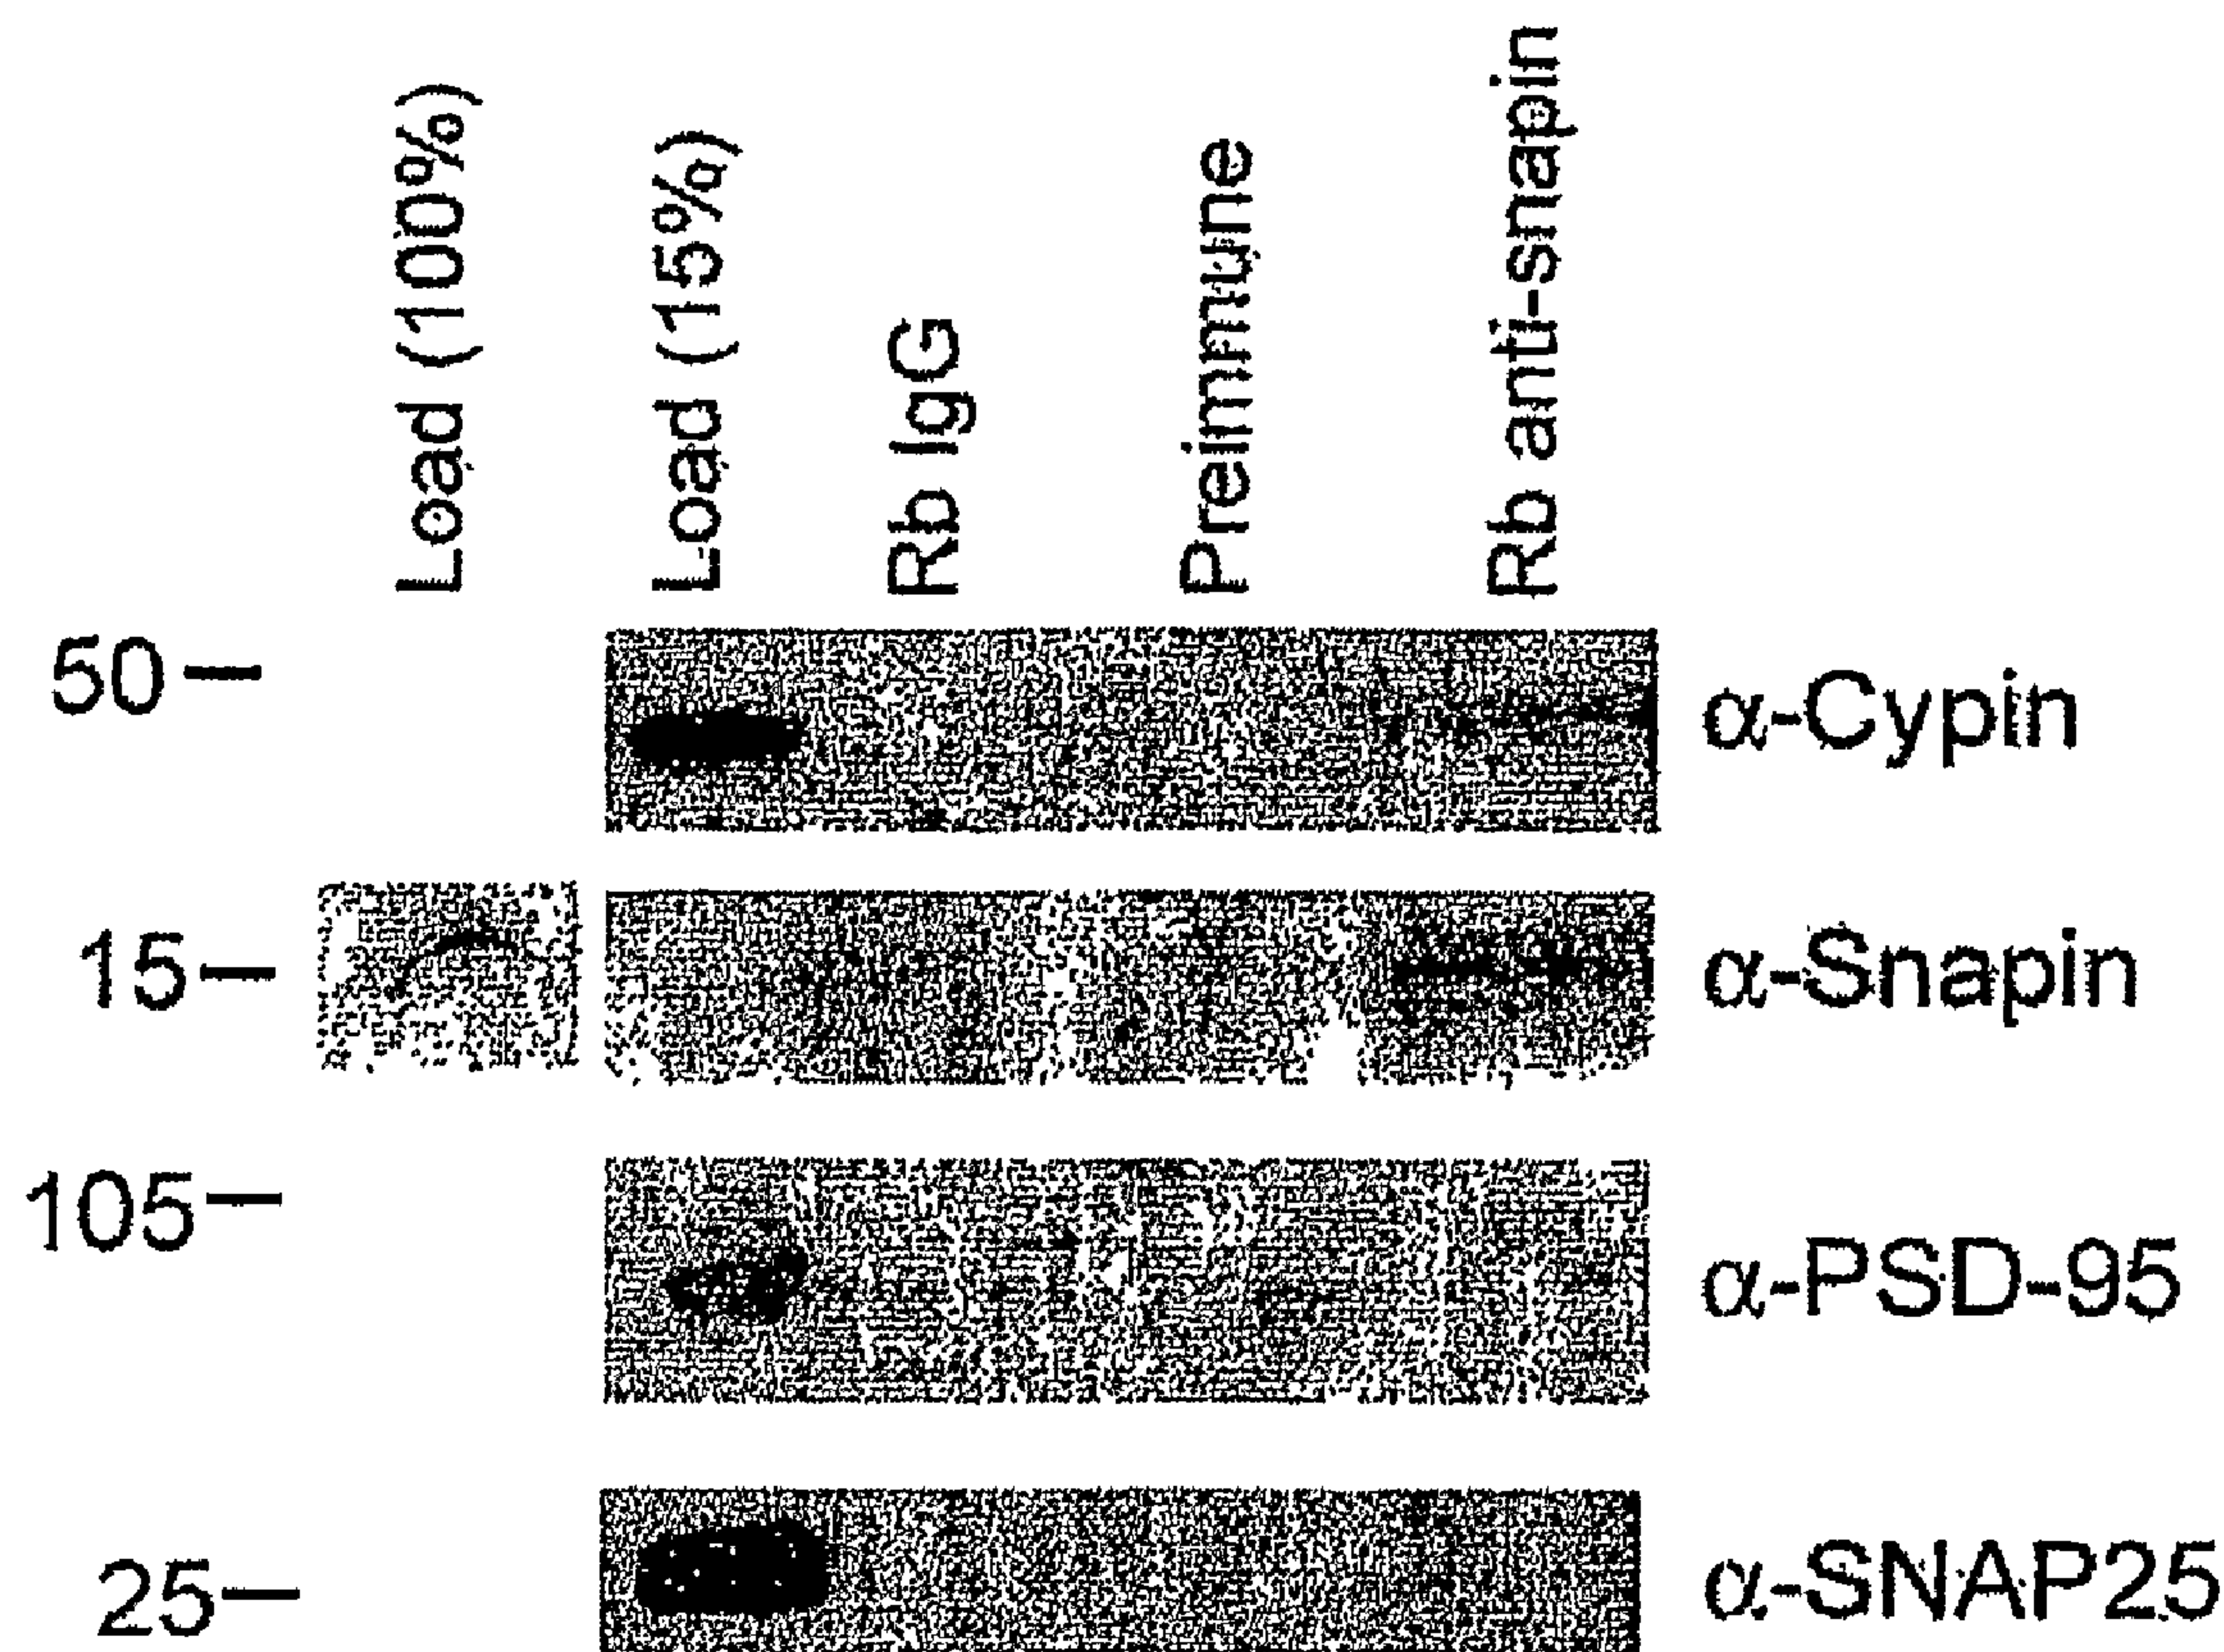 Load (100%)
Load (15%)
Rb IgG
Preimmune
Rb anti-snapin
50
α-Cypin
15
α-Snapin
105
α-PSD-95
25
α-SNAP25